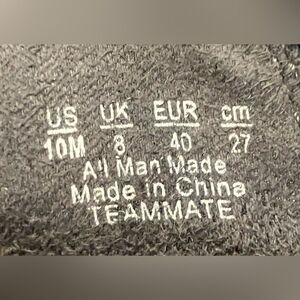 US UK EUR cm
10M 8 40 27
All Man Made
Made in China
TEAMMATE